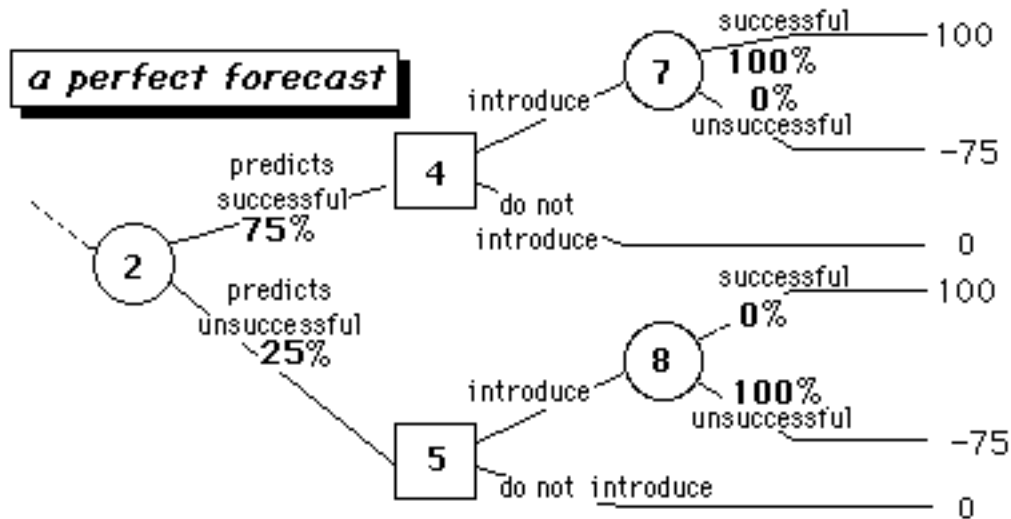 a perfect forecast
2
predicts
successful
75%
predicts
unsuccessful
25%
4
introduce
do not
introduce
0
7
successful
100%
100
0%
unsuccessful
-75
5
introduce
do not introduce
0
8
successful
0%
100
100%
unsuccessful
-75